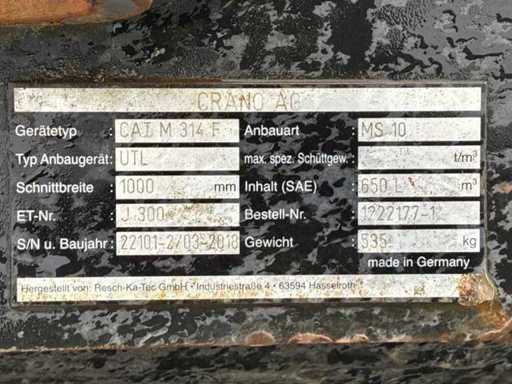 CRANO AG
Gerätetyp : CAT M 314 F Anbauart : MS 10
Typ Anbaugerät: UTL max. spez. Schüttgew. : t/m³
Schnittbreite : 1000 mm Inhalt (SAE) : 650 L m³
ET-Nr. : J 300 Bestell-Nr. : 1222177-1
S/N u. Baujahr : 22101-2/03-2018 Gewicht : 535 kg
made in Germany
Hergestellt von: Resch-Ka-Tec GmbH • Industriestraße 4 • 63594 Hasselroth